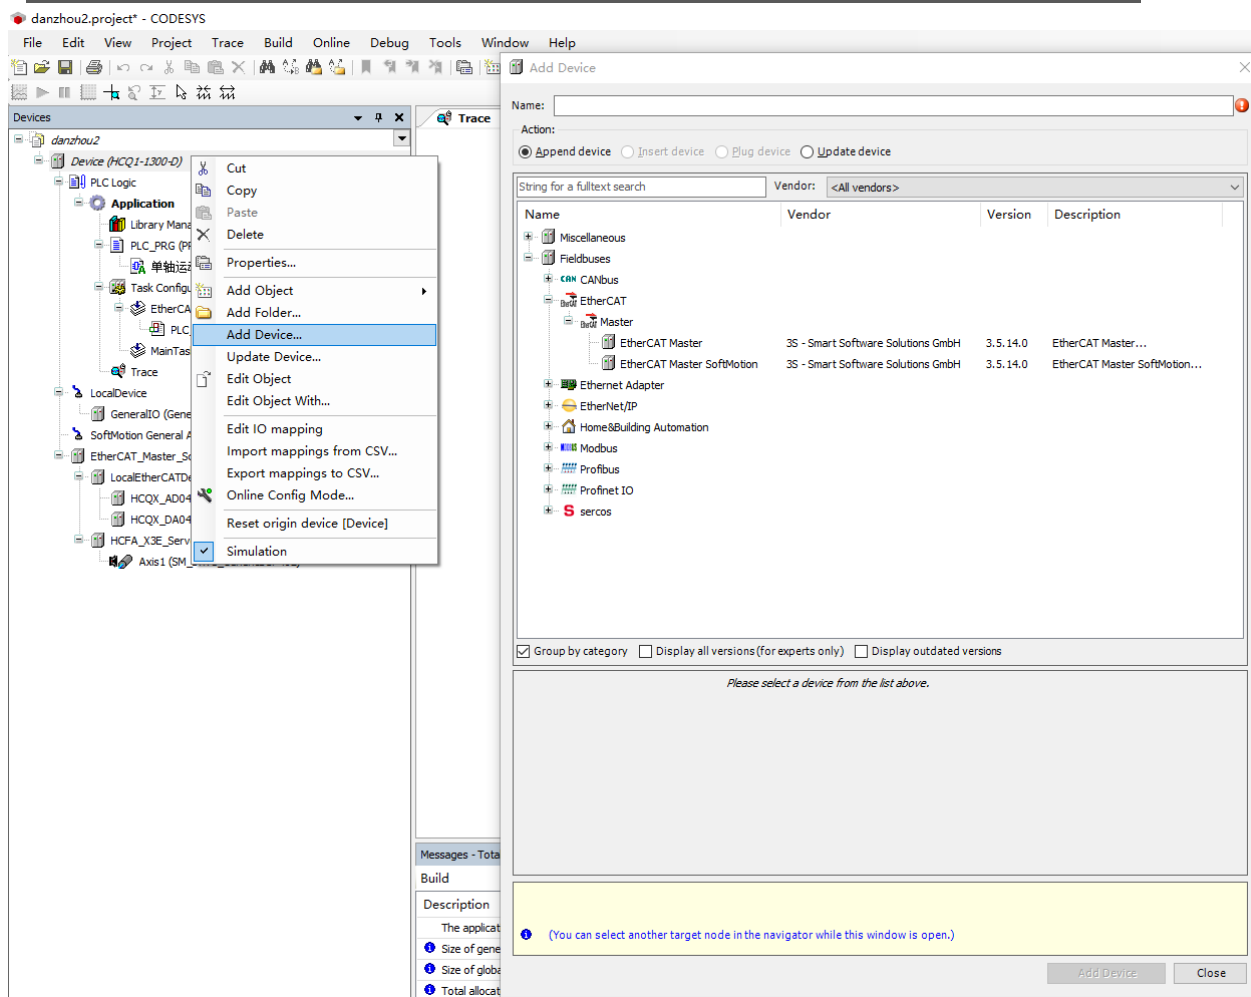 danzhou2.project* - CODESYS
File Edit View Project Trace Build Online Debug Tools Window Help
Devices
danzhou2
Device (HCQ1-1300-D)
PLC Logic
Application
Library Mana
PLC_PRG (PR
单轴运动
Task Configu
EtherCA
PLC_
MainTas
Trace
LocalDevice
GeneralIO (Gene
SoftMotion General A
EtherCAT_Master_So
LocalEtherCATDe
HCQX_AD04
HCQX_DA04
HCFA_X3E_Serv
Axis1 (SM_
Cut
Copy
Paste
Delete
Properties...
Add Object
Add Folder...
Add Device...
Update Device...
Edit Object
Edit Object With...
Edit IO mapping
Import mappings from CSV...
Export mappings to CSV...
Online Config Mode...
Reset origin device [Device]
Simulation
Trace
Messages - Tota
Build
Description
The applicat
Size of gene
Size of globa
Total allocat
Add Device
Name:
Action:
Append device Insert device Plug device Update device
String for a fulltext search Vendor: <All vendors>
Name Vendor Version Description
Miscellaneous
Fieldbuses
CAN CANbus
EtherCAT
Master
EtherCAT Master 3S - Smart Software Solutions GmbH 3.5.14.0 EtherCAT Master...
EtherCAT Master SoftMotion 3S - Smart Software Solutions GmbH 3.5.14.0 EtherCAT Master SoftMotion...
Ethernet Adapter
EtherNet/IP
Home&Building Automation
Modbus
Profibus
Profinet IO
sercos
Group by category Display all versions (for experts only) Display outdated versions
Please select a device from the list above.
(You can select another target node in the navigator while this window is open.)
Add Device Close